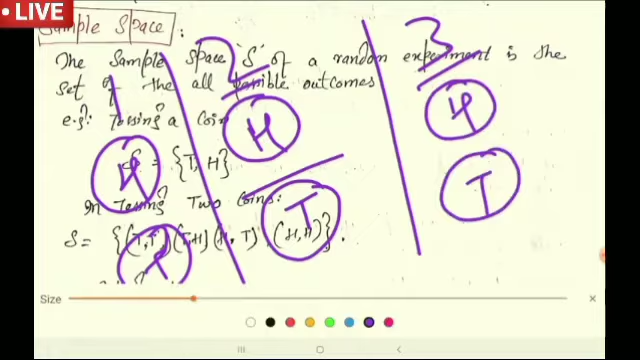 LIVE
Sample Space :
The Sample Space 'S' of a random experiment is the
set of the all possible outcomes
e.g: Tossing a Coin
S = {T, H}
In Tossing Two Coins:
S = {(T,T) (T,H) (H,T), (H,H)}.
1 2 3
H H H
T T T
Size